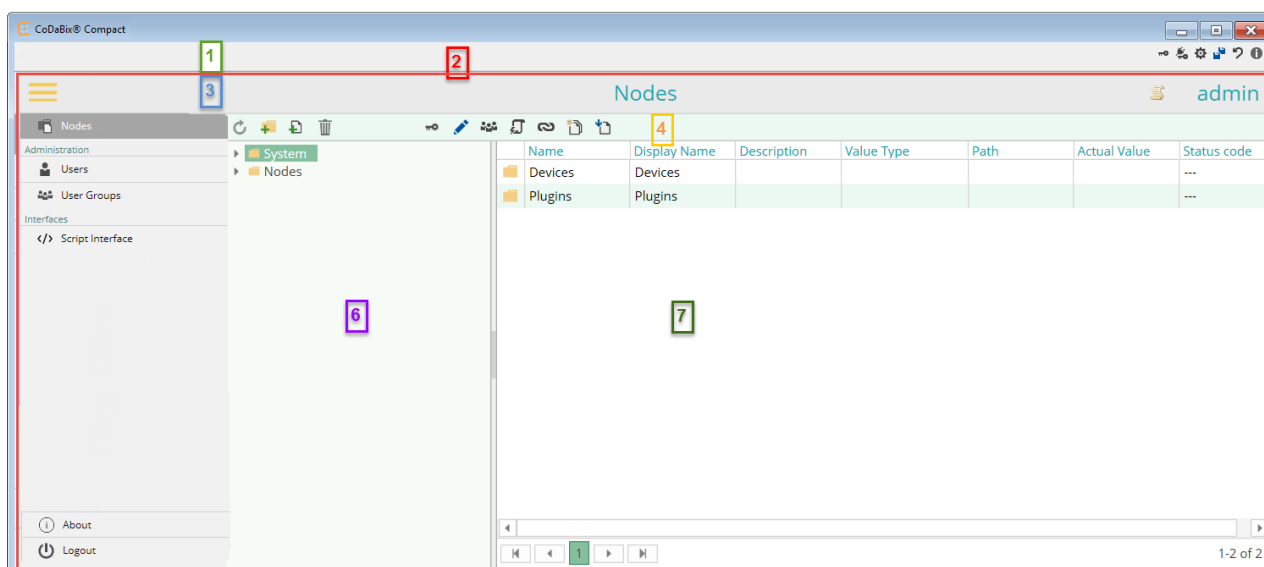 CoDaBix® Compact
1
2
3
Nodes
admin
Nodes
4
Administration
System
Name Display Name Description Value Type Path Actual Value Status code
Users
Nodes
Devices Devices ---
User Groups
Plugins Plugins ---
Interfaces
</> Script Interface
6
7
About
Logout
1
1-2 of 2